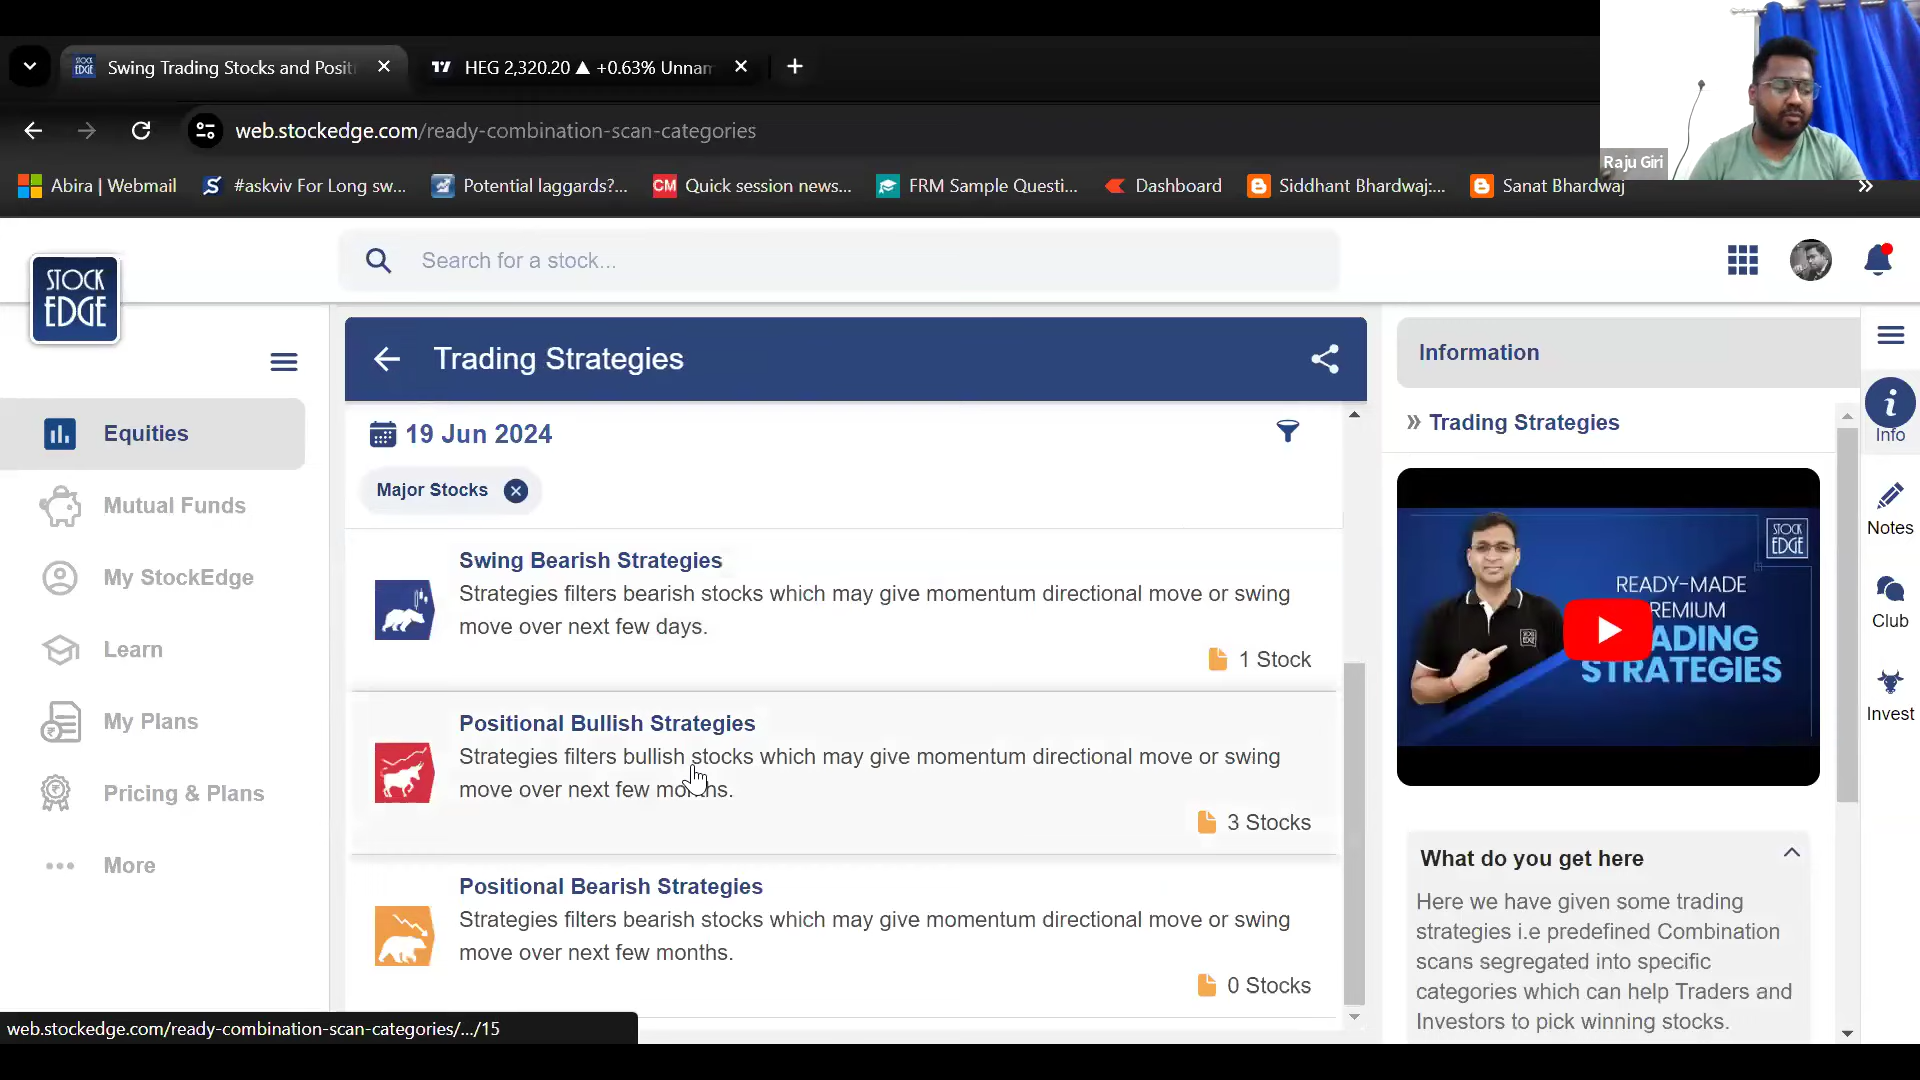 Swing Trading Stocks and Positi
HEG 2,320.20 ▲ +0.63% Unnam
web.stockedge.com/ready-combination-scan-categories
Raju Giri
Abira | Webmail
#askviv For Long sw...
Potential laggards?...
CM Quick session news...
FRM Sample Questi...
Dashboard
Siddhant Bhardwaj:...
Sanat Bhardwaj
STOCK
EDGE
Search for a stock...
Equities
Mutual Funds
My StockEdge
Learn
My Plans
Pricing & Plans
More
Trading Strategies
19 Jun 2024
Major Stocks
Swing Bearish Strategies
Strategies filters bearish stocks which may give momentum directional move or swing
move over next few days.
1 Stock
Positional Bullish Strategies
Strategies filters bullish stocks which may give momentum directional move or swing
move over next few months.
3 Stocks
Positional Bearish Strategies
Strategies filters bearish stocks which may give momentum directional move or swing
move over next few months.
0 Stocks
Information
» Trading Strategies
STOCK
EDGE
READY-MADE
PREMIUM
TRADING
STRATEGIES
What do you get here
Here we have given some trading
strategies i.e predefined Combination
scans segregated into specific
categories which can help Traders and
Investors to pick winning stocks.
Info
Notes
Club
Invest
web.stockedge.com/ready-combination-scan-categories/.../15